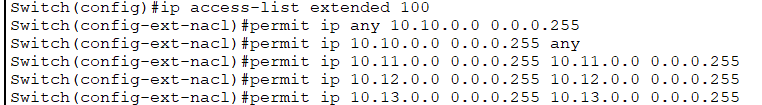 Switch(config)#ip access-list extended 100
Switch(config-ext-nacl)#permit ip any 10.10.0.0 0.0.0.255
Switch(config-ext-nacl)#permit ip 10.10.0.0 0.0.0.255 any
Switch(config-ext-nacl)#permit ip 10.11.0.0 0.0.0.255 10.11.0.0 0.0.0.255
Switch(config-ext-nacl)#permit ip 10.12.0.0 0.0.0.255 10.12.0.0 0.0.0.255
Switch(config-ext-nacl)#permit ip 10.13.0.0 0.0.0.255 10.13.0.0 0.0.0.255